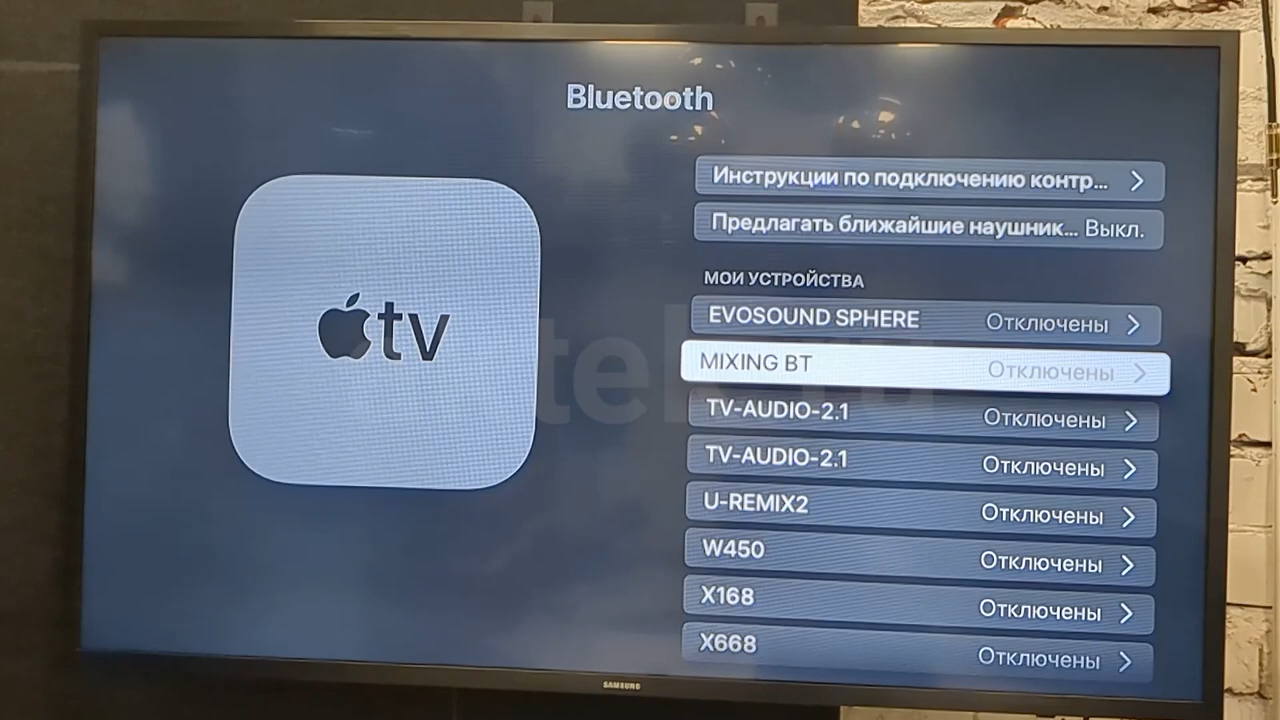 Bluetooth
tv
Инструкции по подключению контр...
Предлагать ближайшие наушник... Выкл.
МОИ УСТРОЙСТВА
EVOSOUND SPHERE Отключены
MIXING BT Отключены
TV-AUDIO-2.1 Отключены
TV-AUDIO-2.1 Отключены
U-REMIX2 Отключены
W450 Отключены
X168 Отключены
X668 Отключены
SAMSUNG